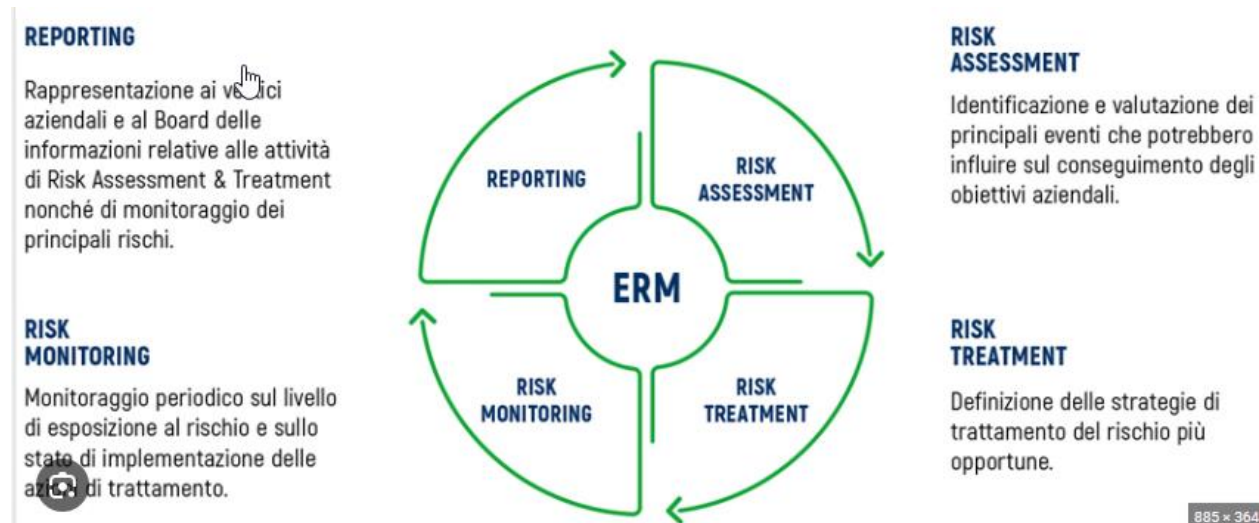 REPORTING
Rappresentazione ai
aziendali e al Board delle
informazioni relative alle attività
di Risk Assessment & Treatment
nonché di monitoraggio dei
principali rischi.
RISK
MONITORING
Monitoraggio periodico sul livello
di esposizione al rischio e sullo
stato di implementazione delle
di trattamento.
REPORTING
RISK
ASSESSMENT
ERM
RISK
MONITORING
RISK
TREATMENT
RISK
ASSESSMENT
Identificazione e valutazione dei
principali eventi che potrebbero
influire sul conseguimento degli
obiettivi aziendali.
RISK
TREATMENT
Definizione delle strategie di
trattamento del rischio più
opportune.
885 × 364